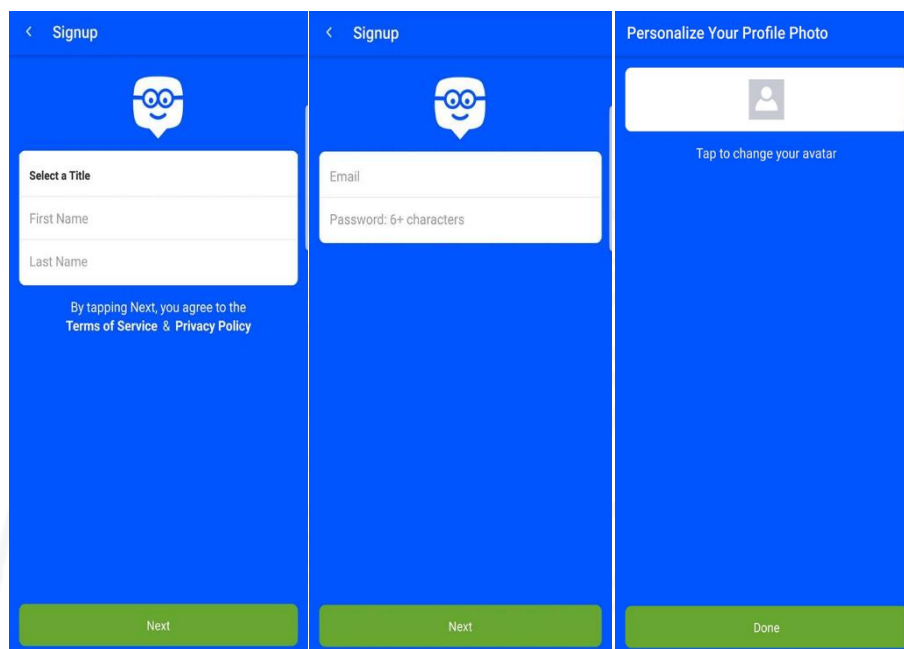 Signup
Select a Title
First Name
Last Name
By tapping Next, you agree to the
Terms of Service & Privacy Policy
Next
Signup
Email
Password: 6+ characters
Next
Personalize Your Profile Photo
Tap to change your avatar
Done